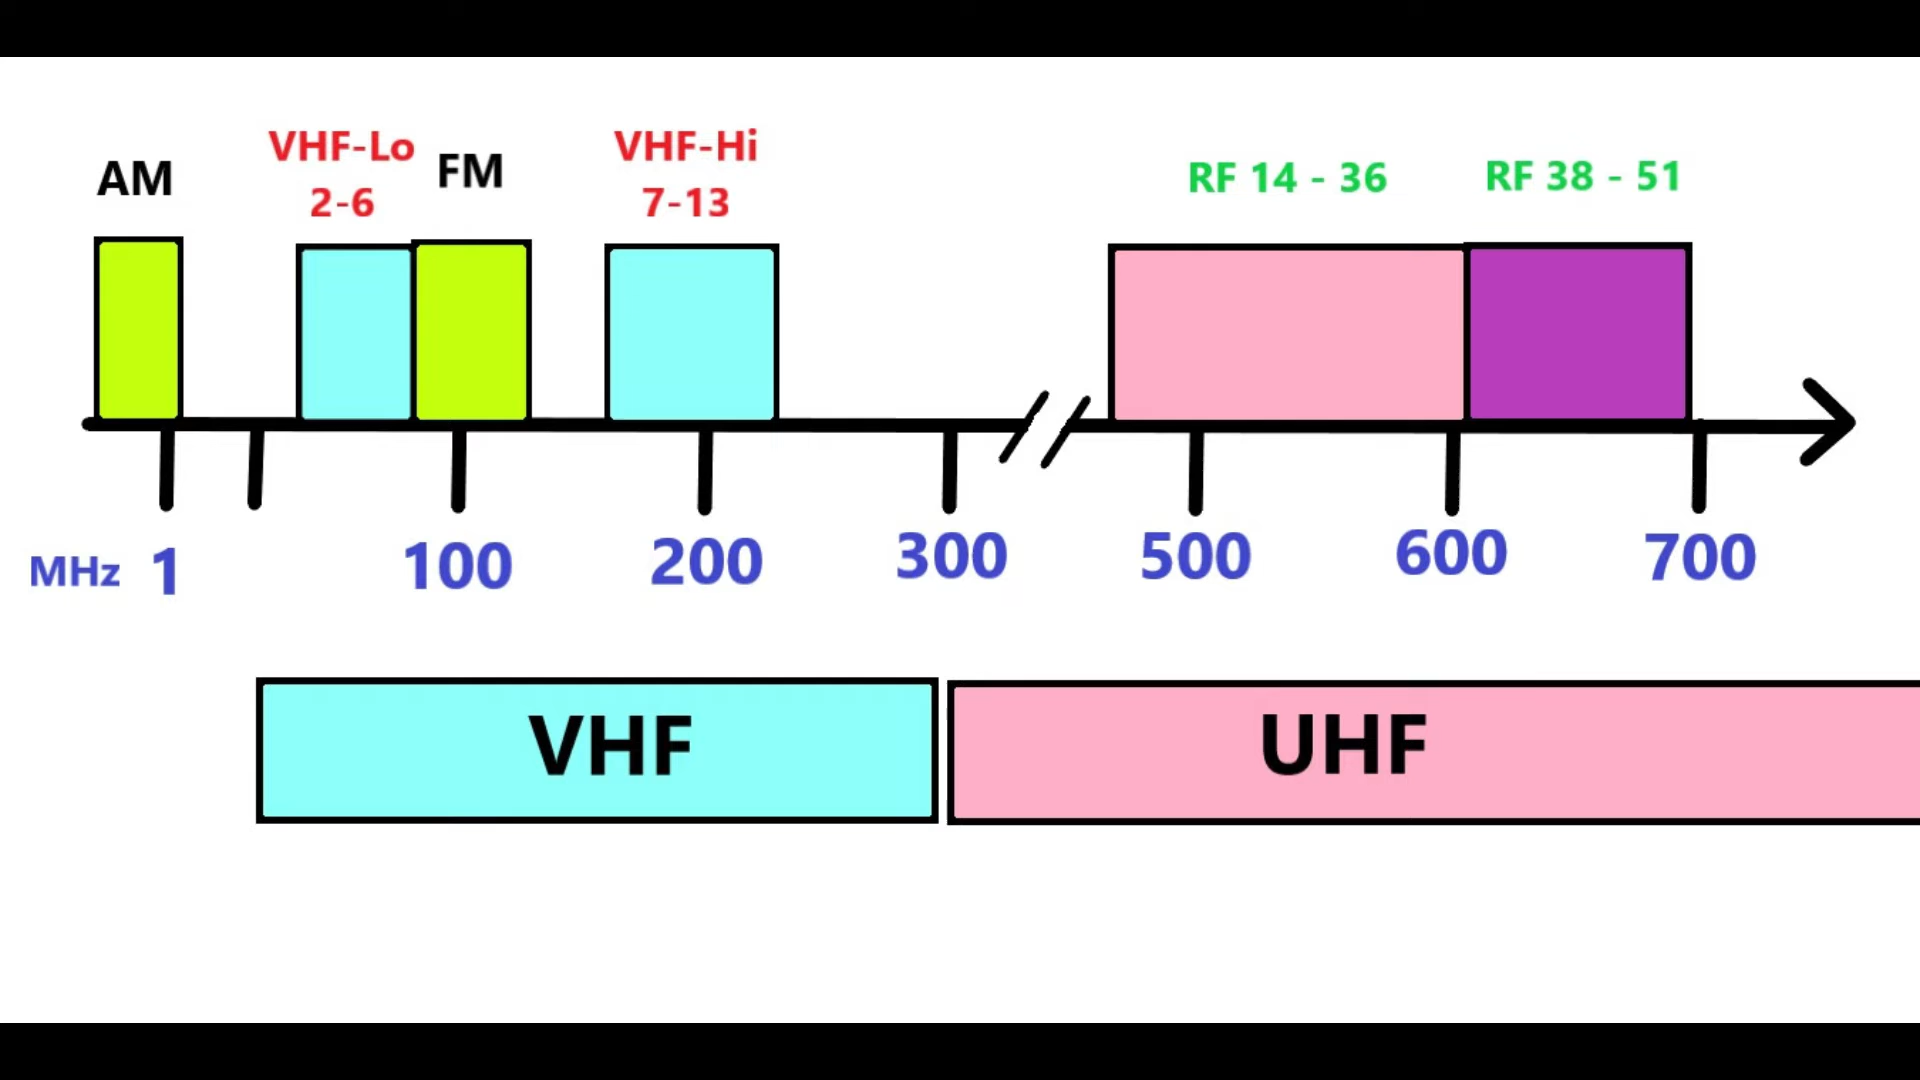 AM
VHF-Lo
2-6
FM
VHF-Hi
7-13
RF 14 - 36
RF 38 - 51
MHz 1 100 200 300 500 600 700
VHF
UHF